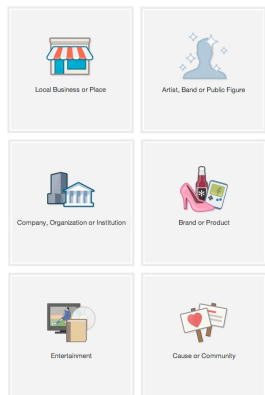 Local Business or Place
Artist, Band or Public Figure
Company, Organization or Institution
Brand or Product
Entertainment
Cause or Community